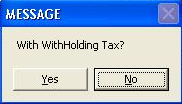 MESSAGE
With WithHolding Tax?
Yes No